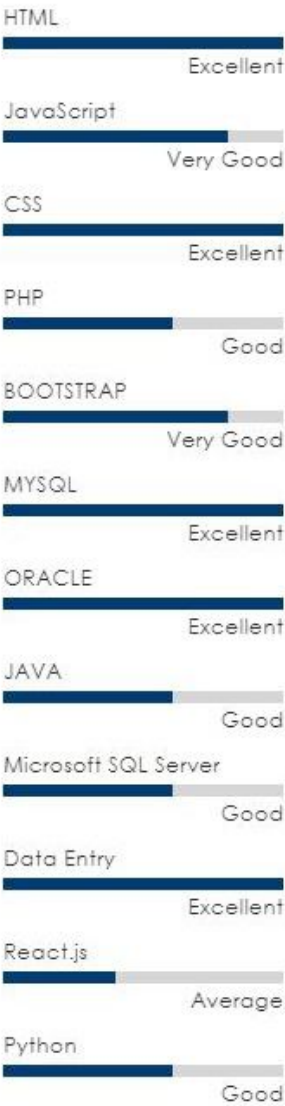 HTML
Excellent
JavaScript
Very Good
CSS
Excellent
PHP
Good
BOOTSTRAP
Very Good
MYSQL
Excellent
ORACLE
Excellent
JAVA
Good
Microsoft SQL Server
Good
Data Entry
Excellent
React.js
Average
Python
Good